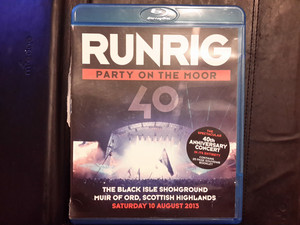 RUNRIG
PARTY ON THE MOOR
40
THE
40th
ANNIVERSARY
CONCERT
THE BLACK ISLE SHOWGROUND
MUIR OF ORD, SCOTTISH HIGHLANDS
SATURDAY 10 AUGUST 2013